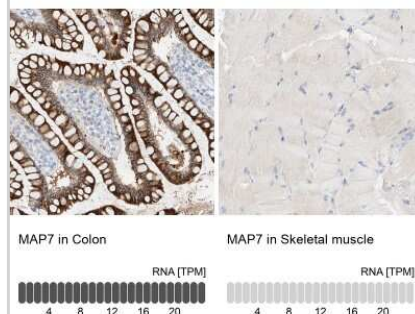 MAP7 in Colon
MAP7 in Skeletal muscle
RNA [TPM]
RNA [TPM]
4 8 12 16 20
4 8 12 16 20